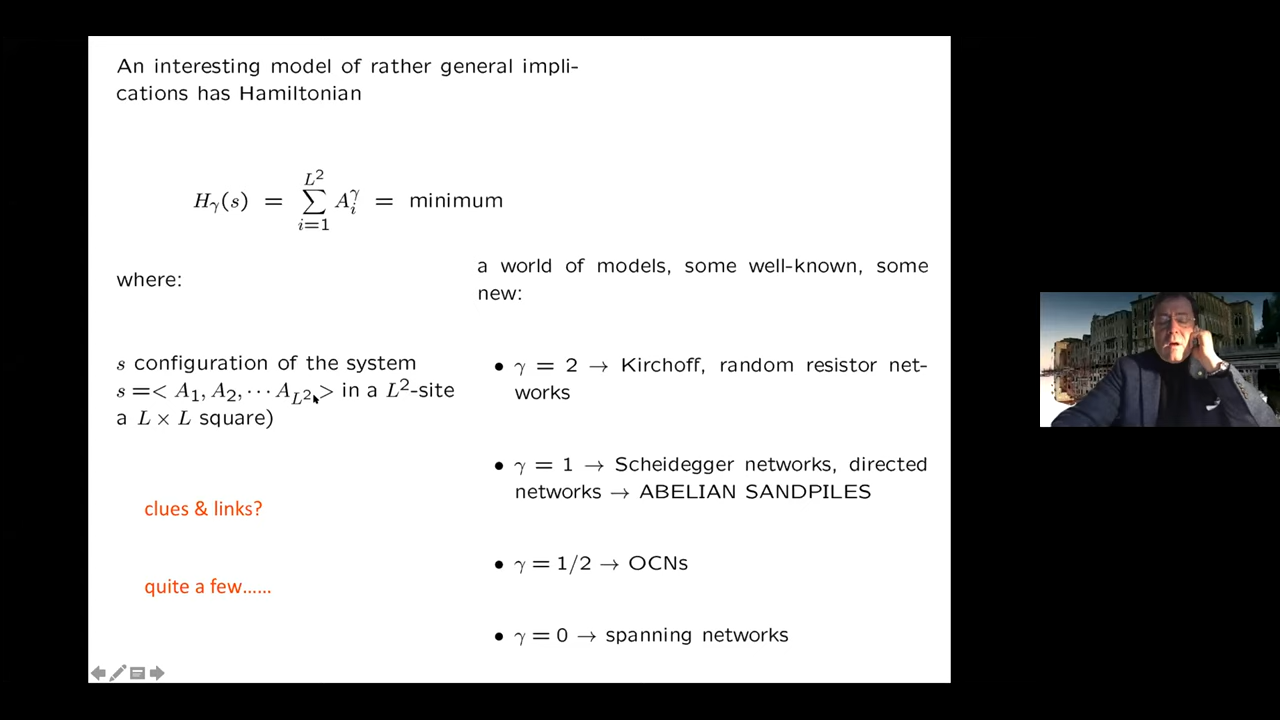 An interesting model of rather general impli-
cations has Hamiltonian
H_γ(s) = ∑_{i=1}^{L^2} A_i^γ = minimum
where:
s configuration of the system
s =< A_1, A_2, ⋯ A_{L^2} > in a L^2-site
a L × L square)
clues & links?
quite a few......
a world of models, some well-known, some
new:
• γ = 2 → Kirchoff, random resistor net-
works
• γ = 1 → Scheidegger networks, directed
networks → ABELIAN SANDPILES
• γ = 1/2 → OCNs
• γ = 0 → spanning networks